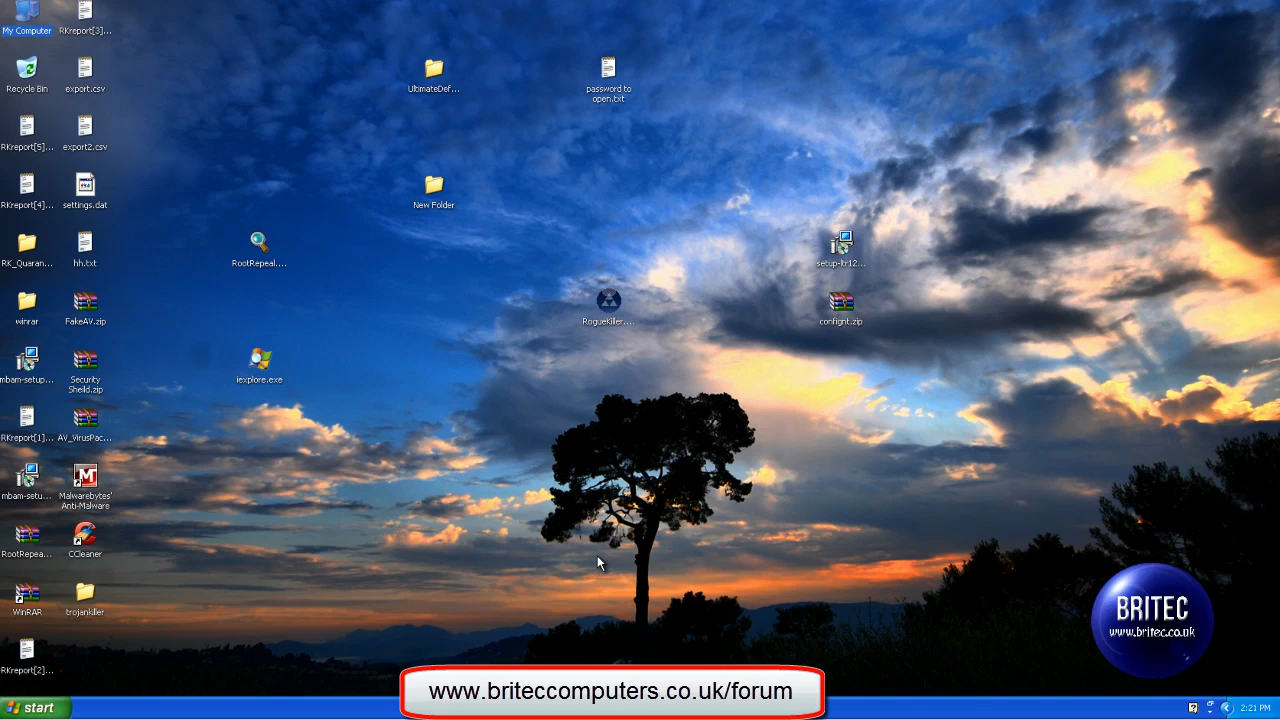 My Computer
RKreport[3]...
Recycle Bin
export.csv
UltimateDef...
password to
open.txt
RKreport[5]...
export2.csv
RKreport[4]...
settings.dat
New Folder
RK_Quaran...
hh.txt
RootRepeal....
setup-ltr12...
winrar
FakeAV.zip
RogueKiller....
confignt.zip
mbam-setup...
Security
Sheild.zip
iexplore.exe
RKreport[1]...
AV_VirusPac...
mbam-setu...
Malwarebytes'
Anti-Malware
RootRepea...
CCleaner
WinRAR
trojankiller
RKreport[2]...
BRITEC
www.britec.co.uk
www.briteccomputers.co.uk/forum
start
2:21 PM